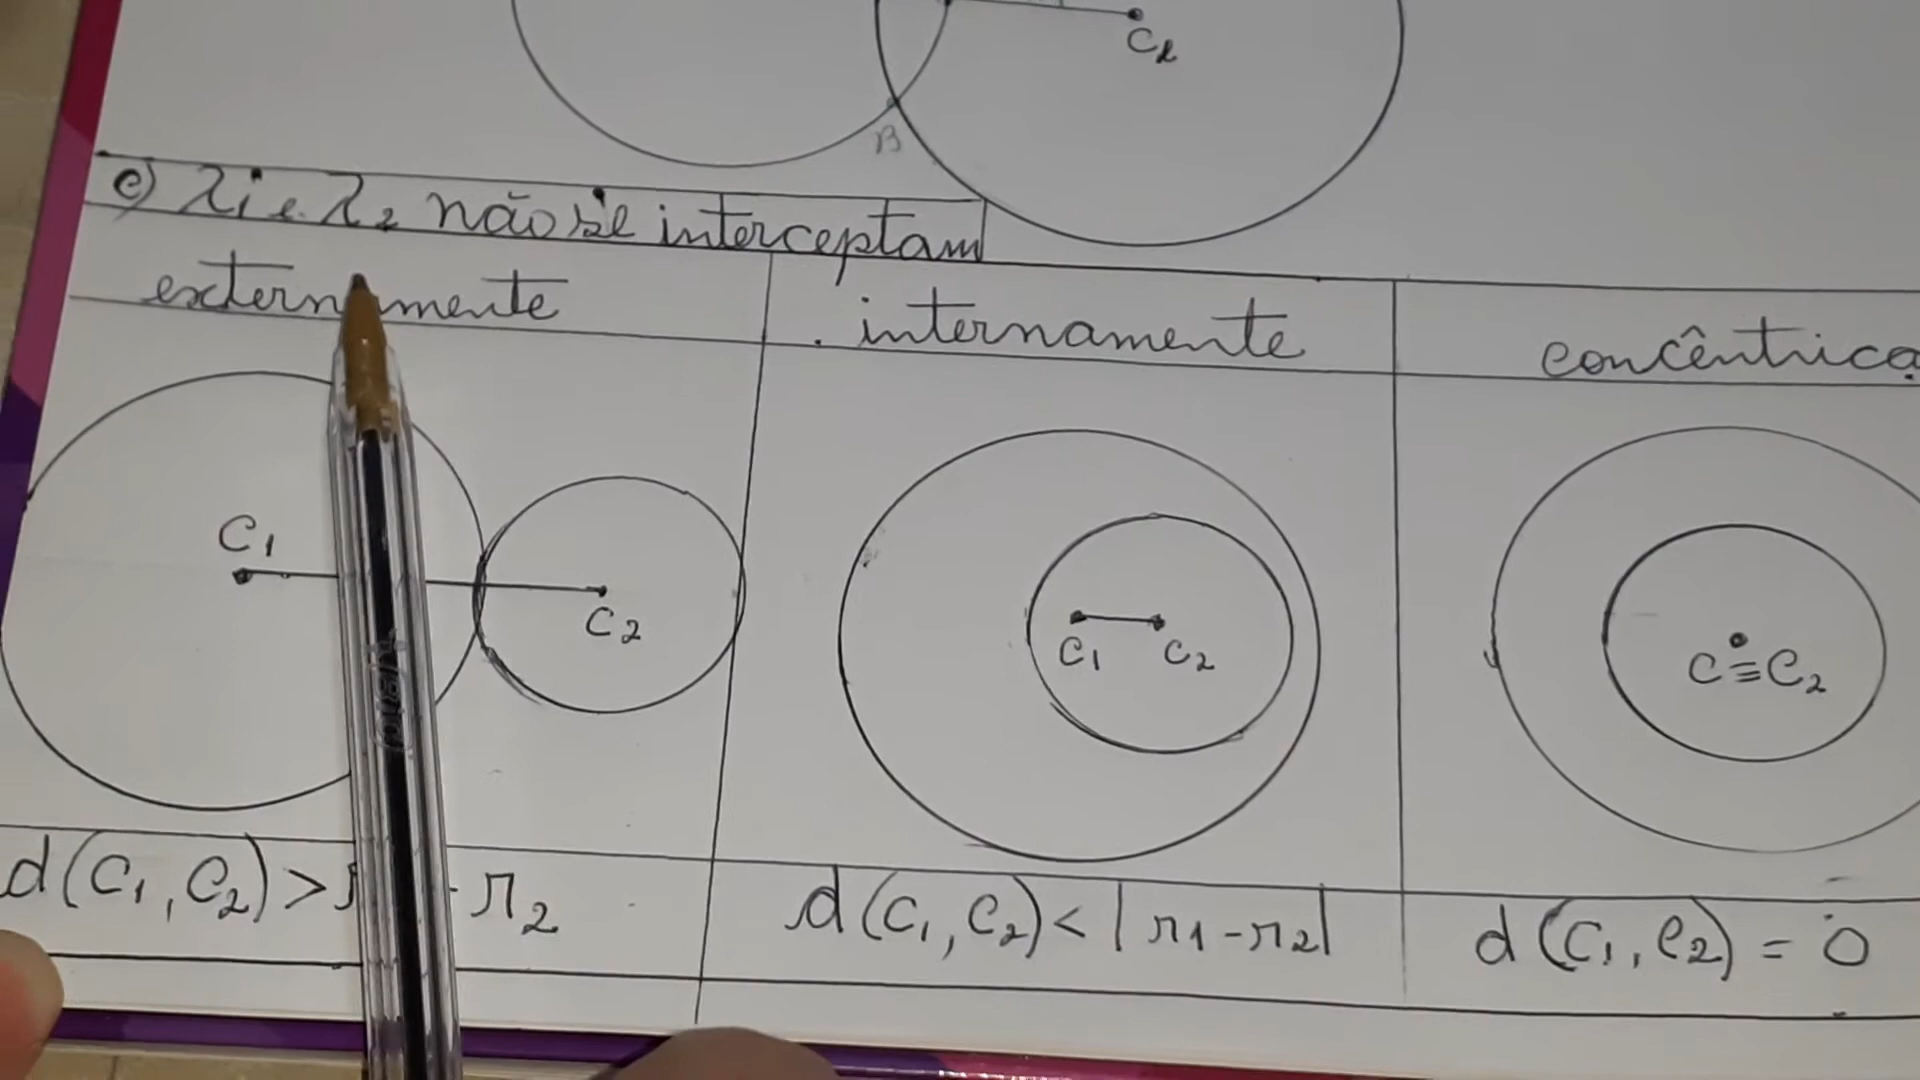 C₂
B
c) λ₁ e λ₂ não se interceptam
externamente
internamente
concêntrica
C₁
C₂
C₁ C₂
C ≡ C₂
d(C₁, C₂) >
r₂
d(C₁, C₂) < | r₁ - r₂ |
d(C₁, C₂) = 0